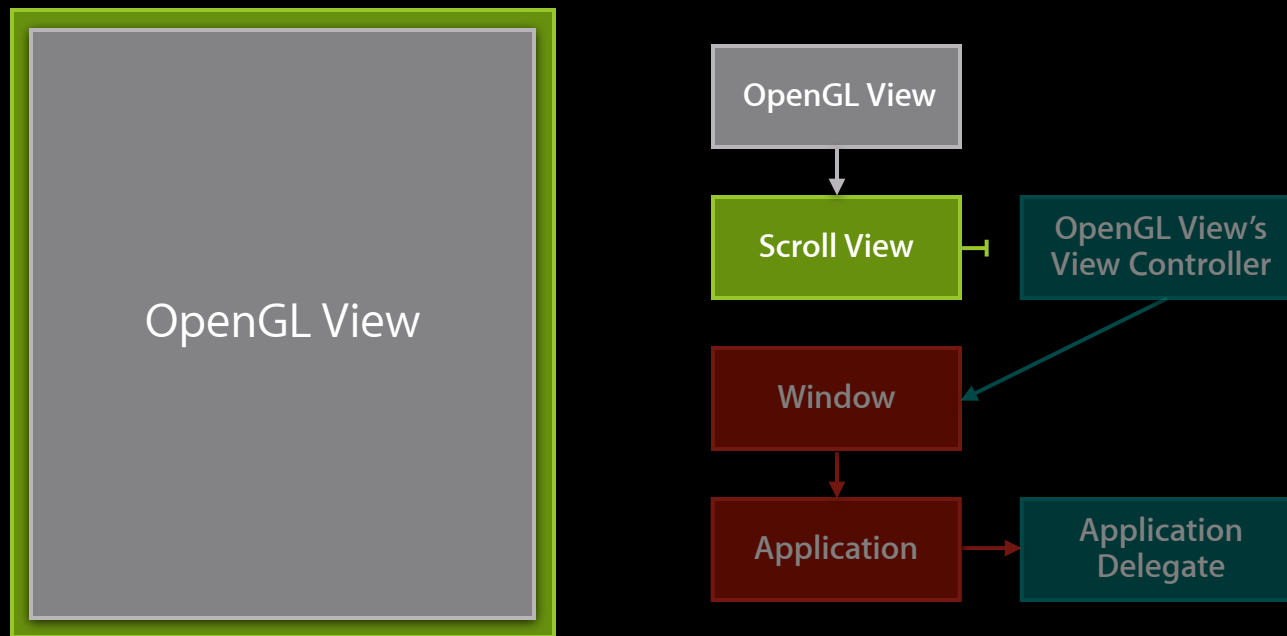 OpenGL View
OpenGL View
Scroll View
OpenGL View’s
View Controller
Window
Application
Application
Delegate